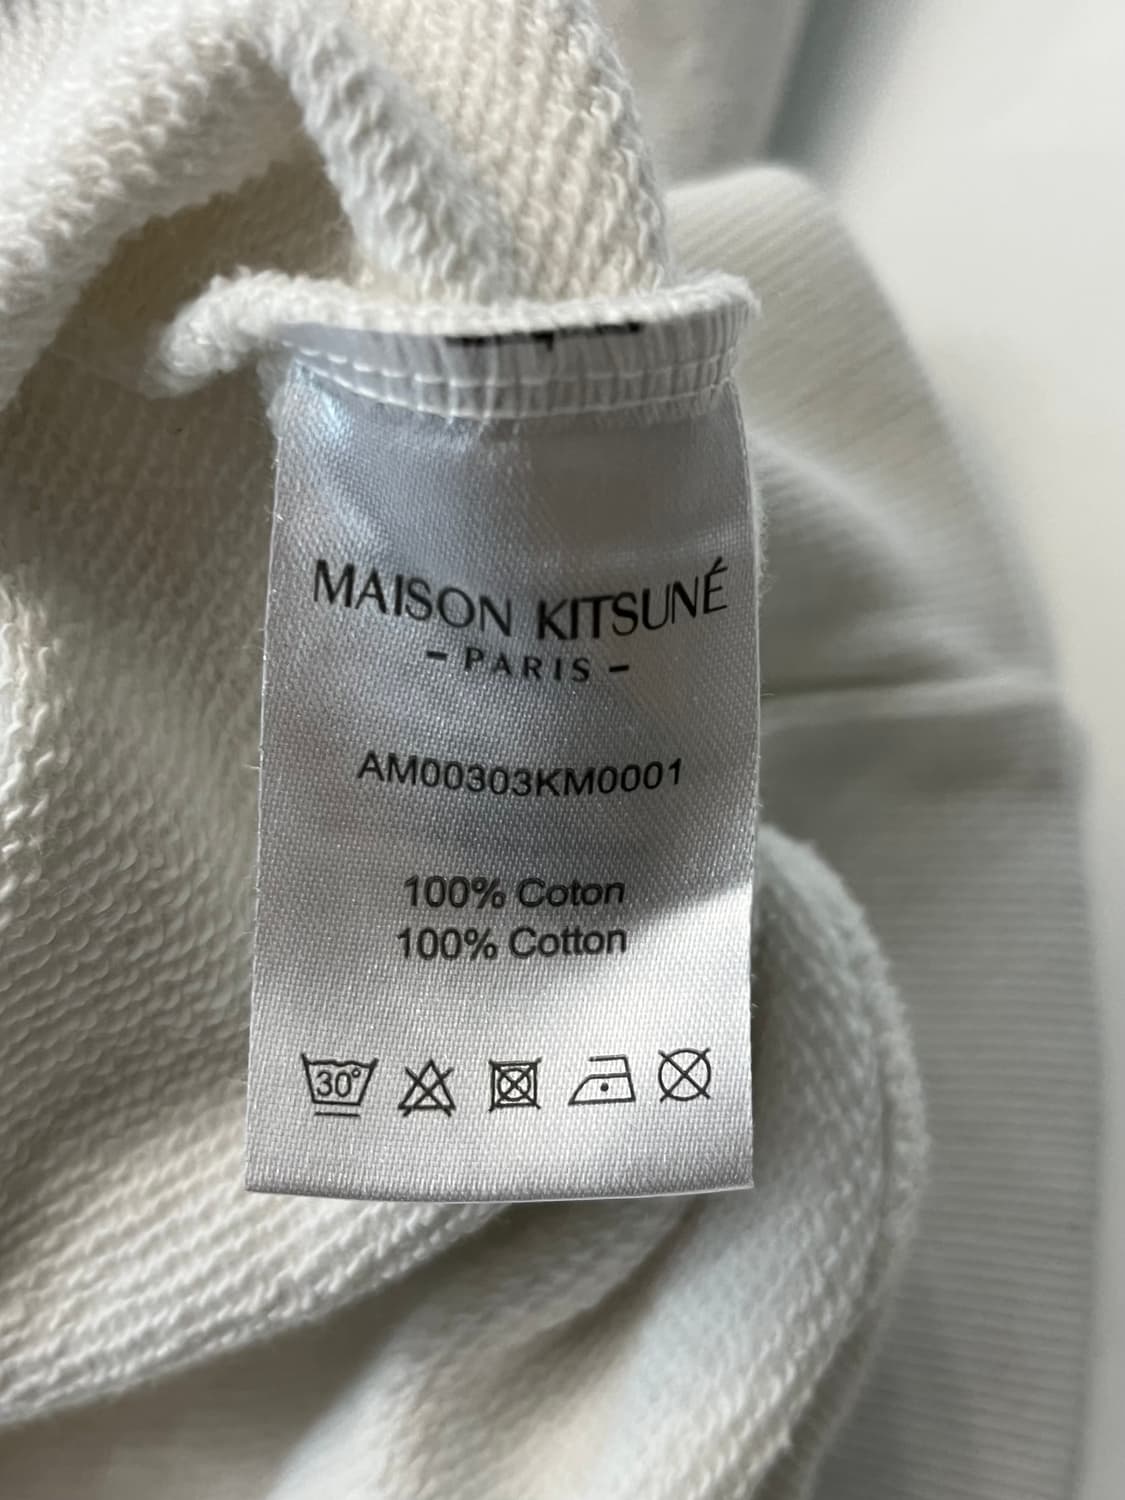 MAISON KITSUNÉ
- PARIS -
AM00303KM0001
100% Coton
100% Cotton
30°